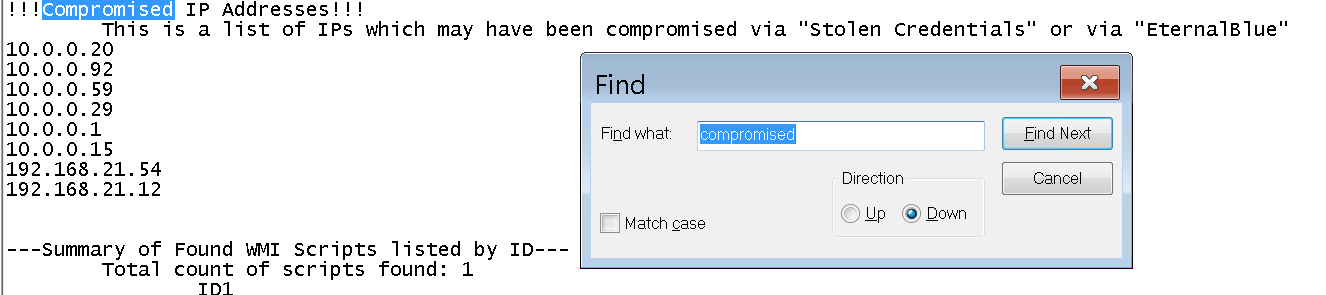 !!!Compromised IP Addresses!!!
This is a list of IPs which may have been compromised via "Stolen Credentials" or via "EternalBlue"
10.0.0.20
10.0.0.92
10.0.0.59
10.0.0.29
10.0.0.1
10.0.0.15
192.168.21.54
192.168.21.12
---Summary of Found WMI Scripts listed by ID---
Total count of scripts found: 1
ID1
Find
Find what:
compromised
Find Next
Cancel
Direction
Up
Down
Match case